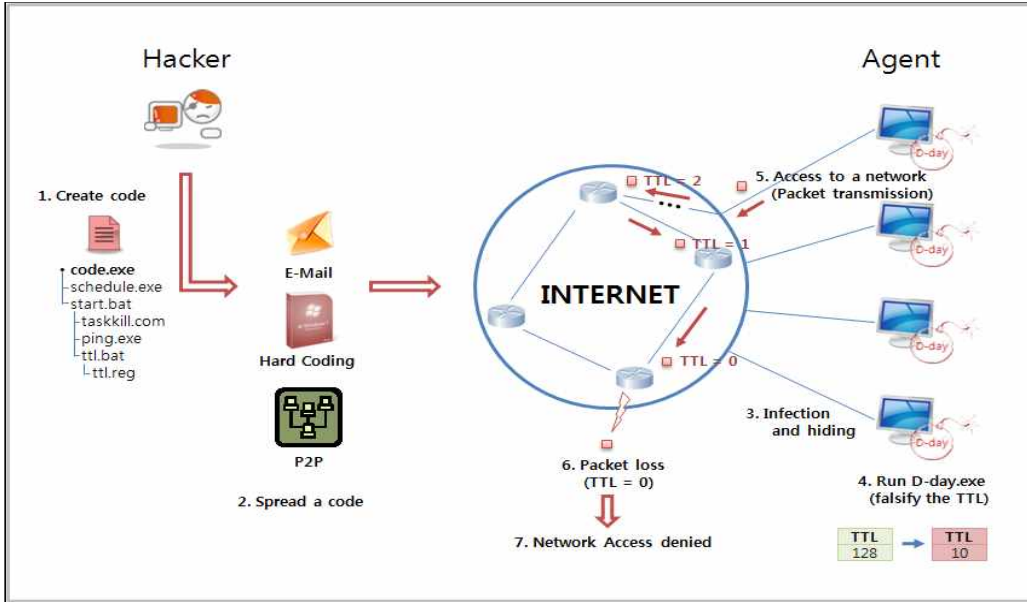 Hacker
Agent
1. Create code
code.exe
schedule.exe
start.bat
taskkill.com
ping.exe
ttl.bat
ttl.reg
E-Mail
Hard Coding
P2P
2. Spread a code
INTERNET
TTL = 2
...
TTL = 1
TTL = 0
D-day
5. Access to a network
(Packet transmission)
D-day
D-day
D-day
3. Infection
and hiding
4. Run D-day.exe
(falsify the TTL)
6. Packet loss
(TTL = 0)
7. Network Access denied
TTL
128
TTL
10